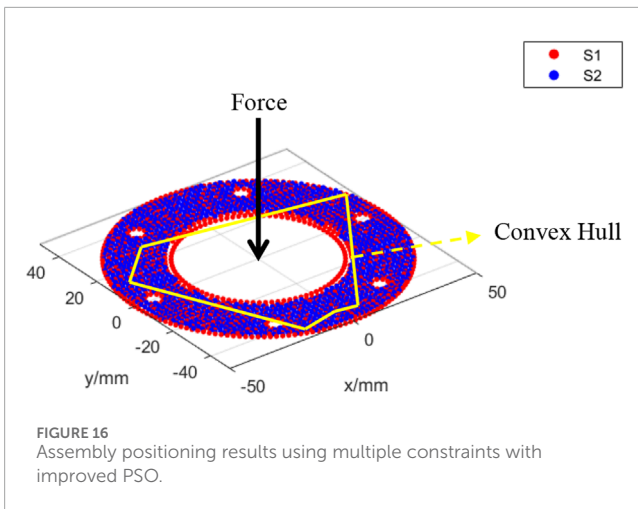 S1
S2
Force
Convex Hull
40
20
0
-20
-40
y/mm
-50
0
50
x/mm
FIGURE 16
Assembly positioning results using multiple constraints with
improved PSO.